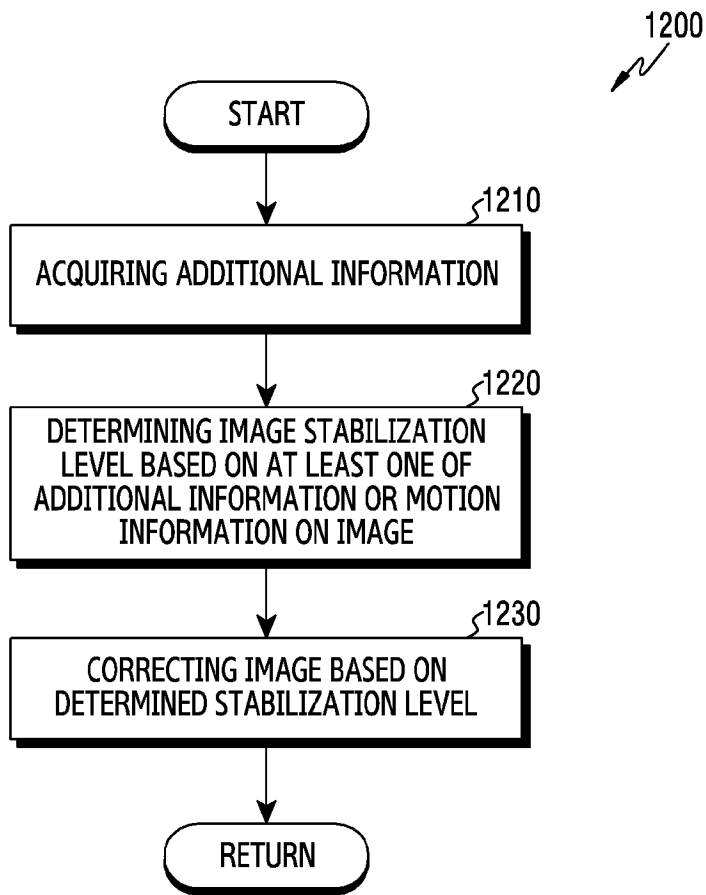 1200
START
1210
ACQUIRING ADDITIONAL INFORMATION
1220
DETERMINING IMAGE STABILIZATION
LEVEL BASED ON AT LEAST ONE OF
ADDITIONAL INFORMATION OR MOTION
INFORMATION ON IMAGE
1230
CORRECTING IMAGE BASED ON
DETERMINED STABILIZATION LEVEL
RETURN